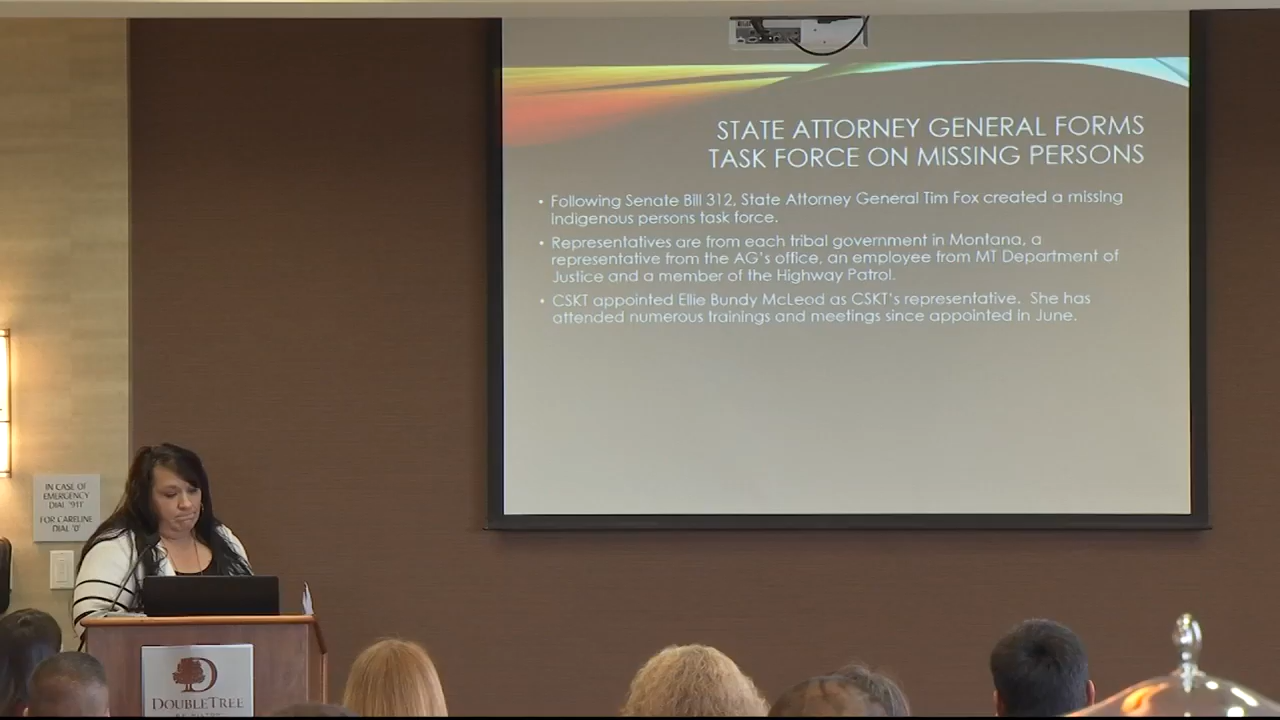 STATE ATTORNEY GENERAL FORMS
TASK FORCE ON MISSING PERSONS
• Following Senate Bill 312, State Attorney General Tim Fox created a missing
Indigenous persons task force.
• Representatives are from each tribal government in Montana, a
representative from the AG's office, an employee from MT Department of
Justice and a member of the Highway Patrol.
• CSKT appointed Ellie Bundy McLeod as CSKT's representative. She has
attended numerous trainings and meetings since appointed in June.
IN CASE OF
EMERGENCY
DIAL '911'
FOR CARELINE
DIAL '0'
D
DOUBLETREE